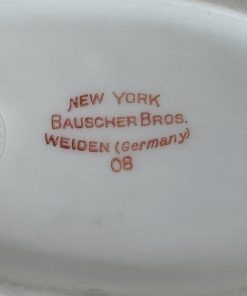 NEW YORK
BAUSCHER BROS.
WEIDEN (Germany)
08